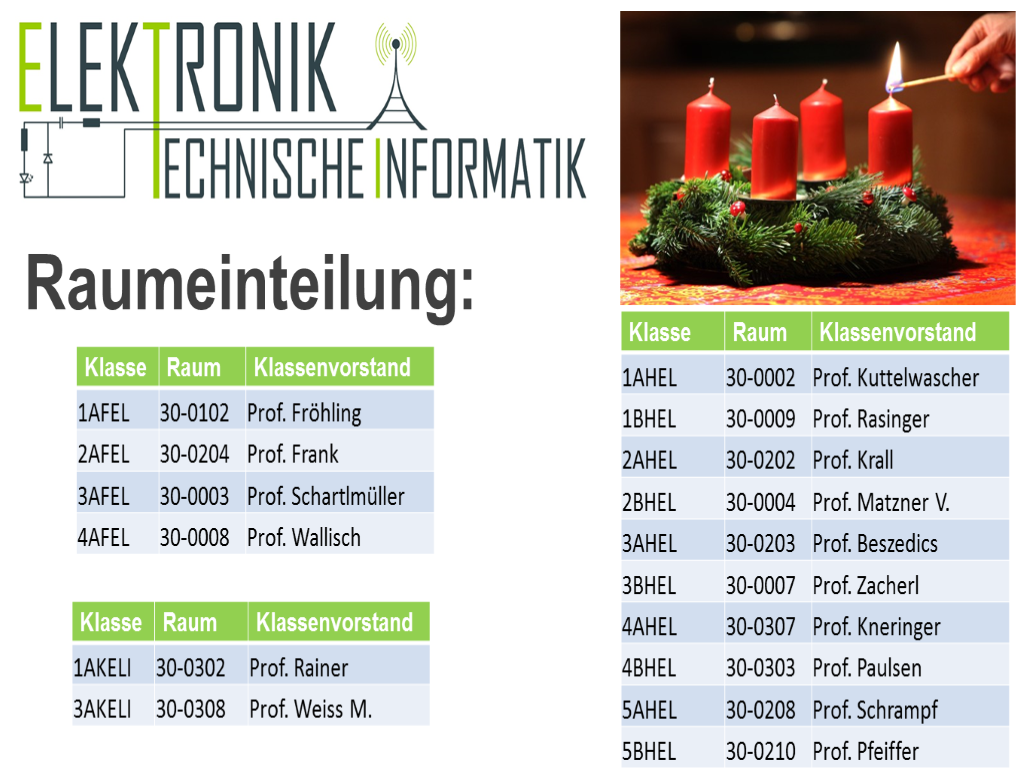 ELEKTRONIK
TECHNISCHE INFORMATIK
Raumeinteilung:
Klasse Raum Klassenvorstand
1AFEL 30-0102 Prof. Fröhling
2AFEL 30-0204 Prof. Frank
3AFEL 30-0003 Prof. Schartlmüller
4AFEL 30-0008 Prof. Wallisch
Klasse Raum Klassenvorstand
1AKELI 30-0302 Prof. Rainer
3AKELI 30-0308 Prof. Weiss M.
Klasse Raum Klassenvorstand
1AHEL 30-0002 Prof. Kuttelwascher
1BHEL 30-0009 Prof. Rasinger
2AHEL 30-0202 Prof. Krall
2BHEL 30-0004 Prof. Matzner V.
3AHEL 30-0203 Prof. Beszedics
3BHEL 30-0007 Prof. Zacherl
4AHEL 30-0307 Prof. Kneringer
4BHEL 30-0303 Prof. Paulsen
5AHEL 30-0208 Prof. Schrampf
5BHEL 30-0210 Prof. Pfeiffer